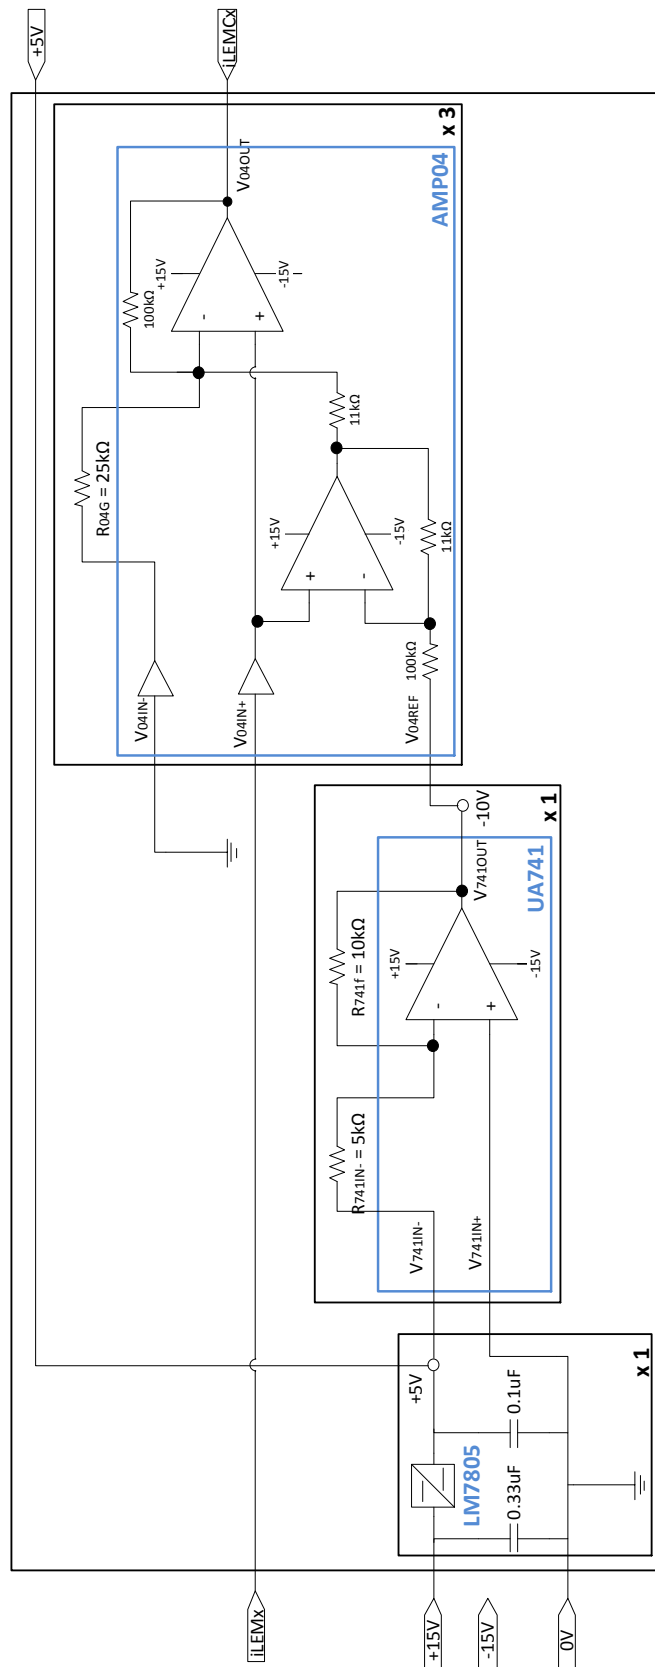 +5V
iLEMCx
x 3
AMP04
V04OUT
100kΩ
+15V
-15V
-
+
R04G = 25kΩ
11kΩ
+15V
-15V
+
-
11kΩ
V04IN-
V04IN+
V04REF
100kΩ
-10V
x 1
UA741
V741OUT
R741f = 10kΩ
+15V
-15V
-
+
R741IN- = 5kΩ
V741IN-
V741IN+
+5V
x 1
LM7805
0.1uF
0.33uF
iLEMx
+15V
-15V
0V